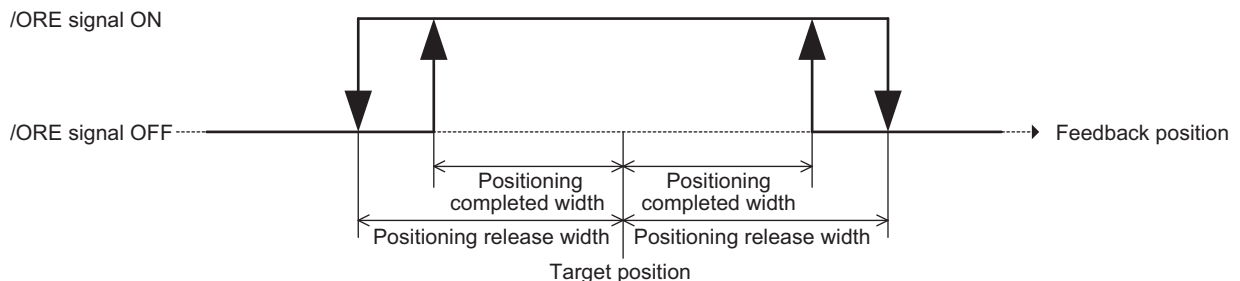 /ORE signal ON
/ORE signal OFF
Feedback position
Positioning
completed width
Positioning
completed width
Positioning release width
Positioning release width
Target position